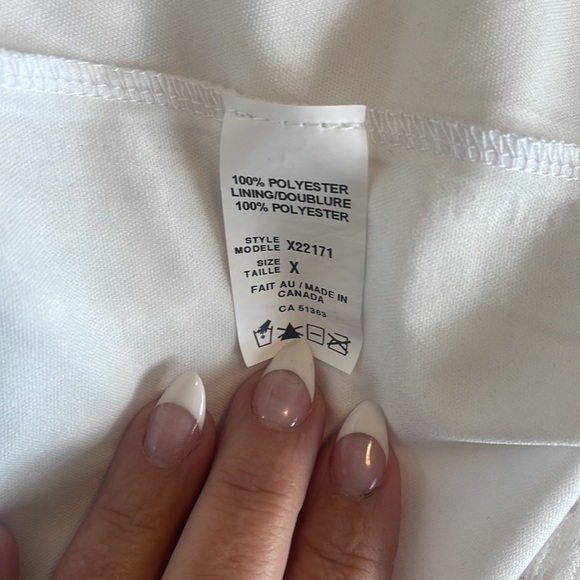 100% POLYESTER
LINING/DOUBLURE
100% POLYESTER
STYLE
MODELE X22171
SIZE
TAILLE X
FAIT AU / MADE IN
CANADA
CA 51363